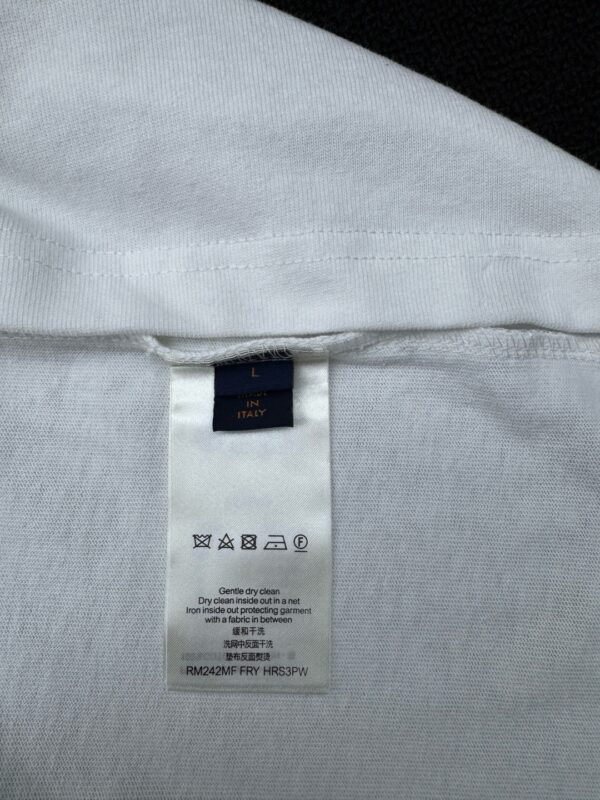 L
IN
ITALY
F
Gentle dry clean
Dry clean inside out in a net
Iron inside out protecting garment
with a fabric in between
缓和干洗
洗网中反面干洗
垫布反面熨烫
RM242MF FRY HRS3PW